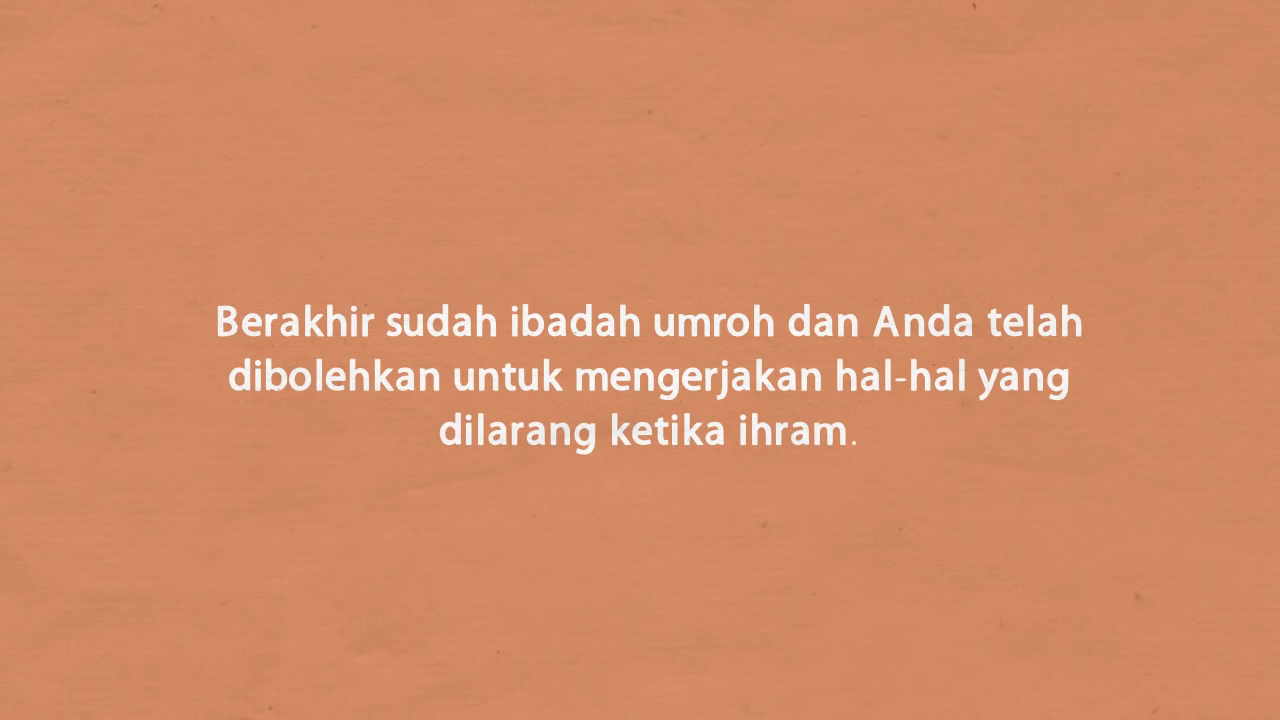 Berakhir sudah ibadah umroh dan Anda telah
dibolehkan untuk mengerjakan hal-hal yang
dilarang ketika ihram.